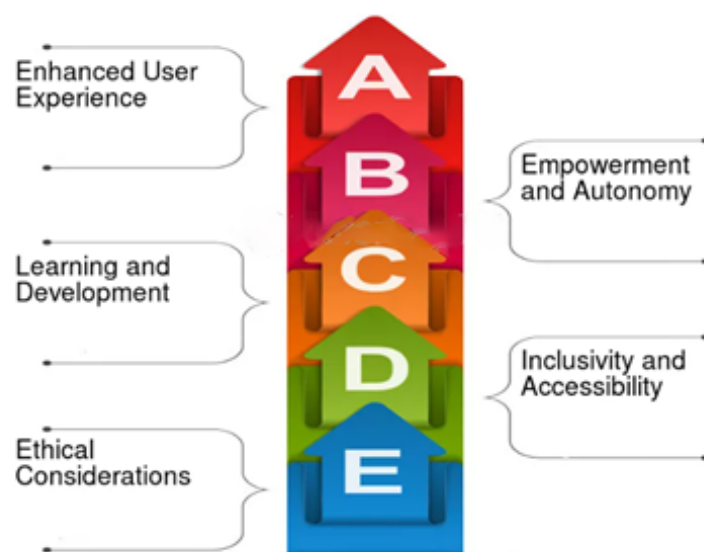 Enhanced User
Experience
A
B
Empowerment
and Autonomy
Learning and
Development
C
D
Inclusivity and
Accessibility
Ethical
Considerations
E